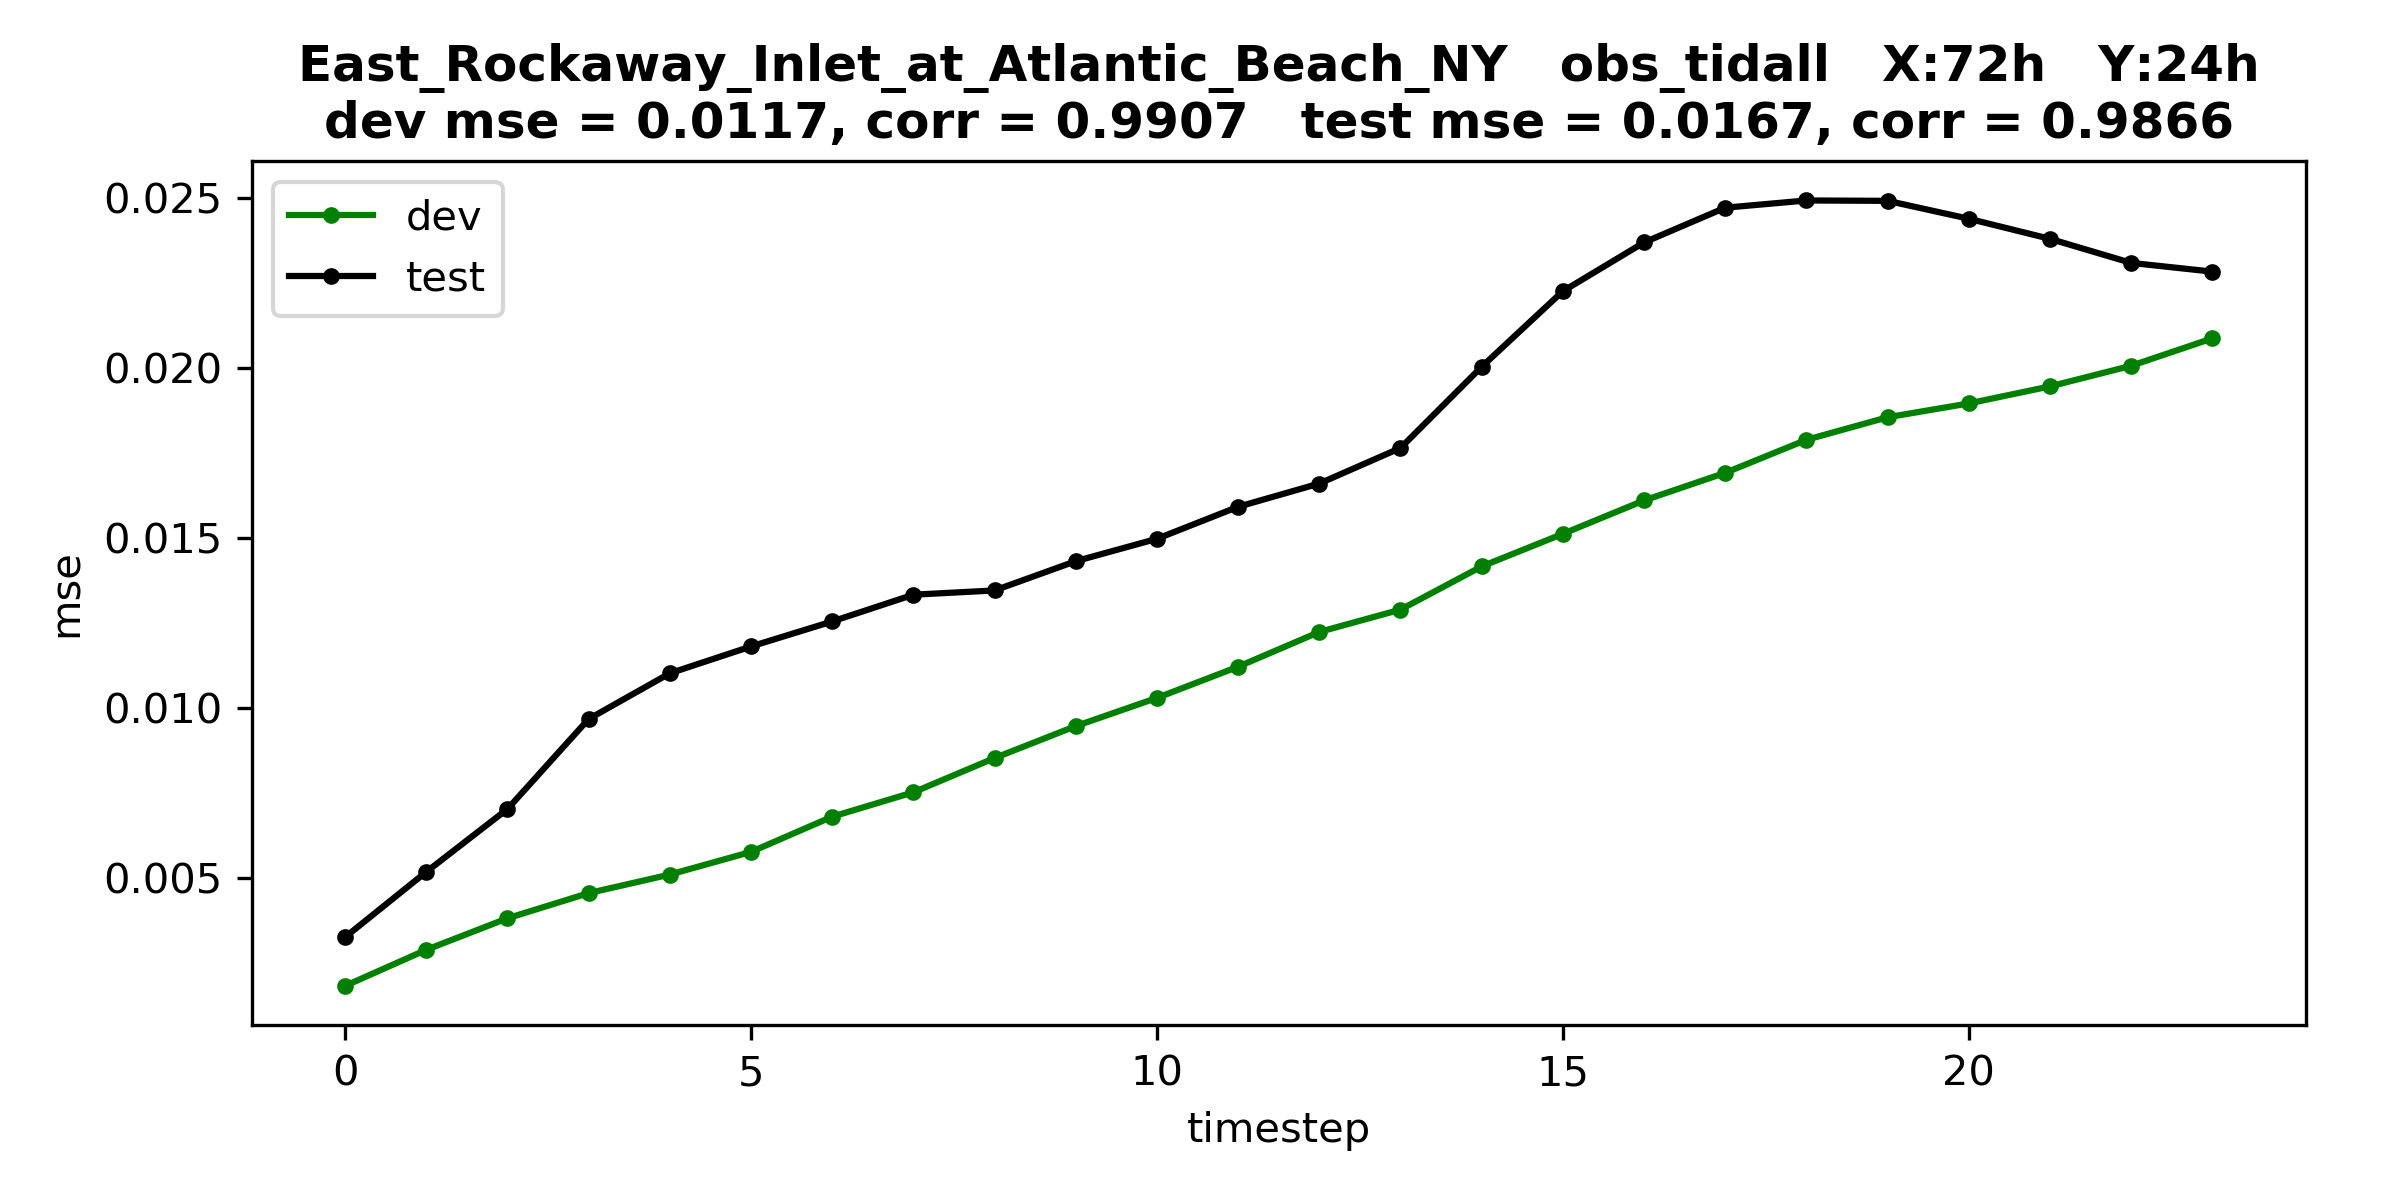 East_Rockaway_Inlet_at_Atlantic_Beach_NY   obs_tidall   X:72h   Y:24h
dev mse = 0.0117, corr = 0.9907   test mse = 0.0167, corr = 0.9866
dev
test
0.025
0.020
0.015
0.010
0.005
mse
0 5 10 15 20
timestep